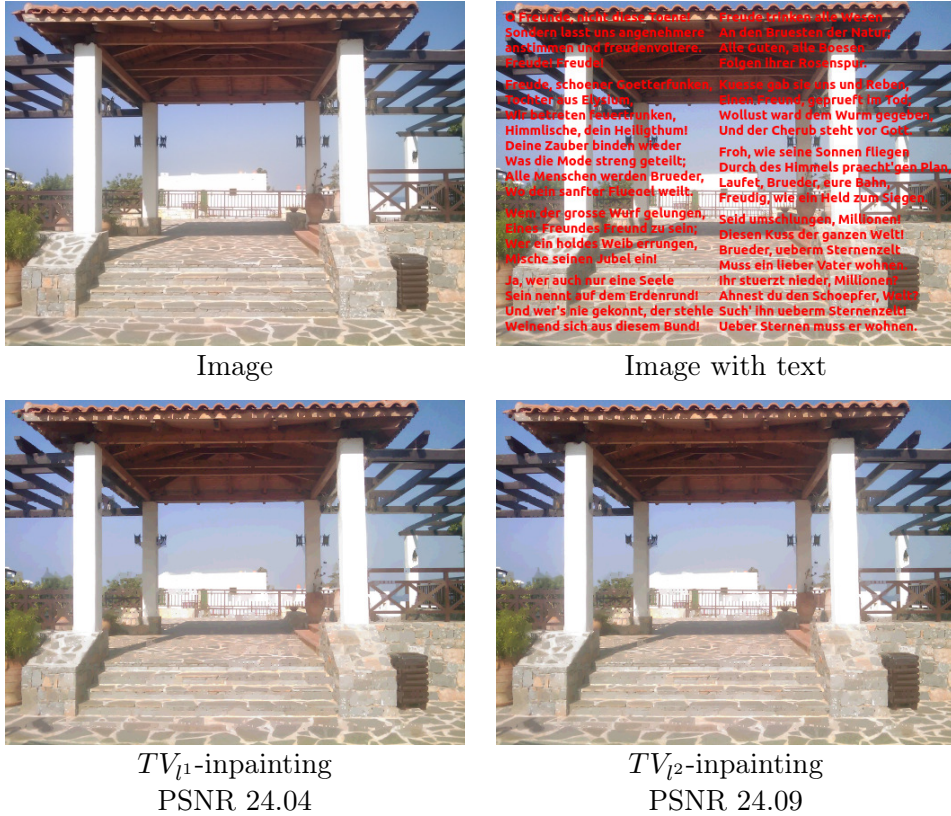 Image
O Freunde, nicht diese Toene!
Sondern lasst uns angenehmere
anstimmen und freudenvollere.
Freude! Freude!
Freude, schoener Goetterfunken,
Tochter aus Elysium,
Wir betreten feuertrunken,
Himmlische, dein Heiligthum!
Deine Zauber binden wieder
Was die Mode streng geteilt;
Alle Menschen werden Brueder,
Wo dein sanfter Fluegel weilt.
Wem der grosse Wurf gelungen,
Eines Freundes Freund zu sein;
Wer ein holdes Weib errungen,
Mische seinen Jubel ein!
Ja, wer auch nur eine Seele
Sein nennt auf dem Erdenrund!
Und wer's nie gekonnt, der stehle
Weinend sich aus diesem Bund!
Freude trinken alle Wesen
An den Bruesten der Natur;
Alle Guten, alle Boesen
Folgen ihrer Rosenspur.
Kuesse gab sie uns und Reben,
Einen Freund, geprueft im Tod;
Wollust ward dem Wurm gegeben,
Und der Cherub steht vor Gott.
Froh, wie seine Sonnen fliegen
Durch des Himmels praecht'gen Plan,
Laufet, Brueder, eure Bahn,
Freudig, wie ein Held zum Siegen.
Seid umschlungen, Millionen!
Diesen Kuss der ganzen Welt!
Brueder, ueberm Sternenzelt
Muss ein lieber Vater wohnen.
Ihr stuerzt nieder, Millionen?
Ahnest du den Schoepfer, Welt?
Such' ihn ueberm Sternenzelt!
Ueber Sternen muss er wohnen.
Image with text
TV_{l^1}-inpainting
PSNR 24.04
TV_{l^2}-inpainting
PSNR 24.09